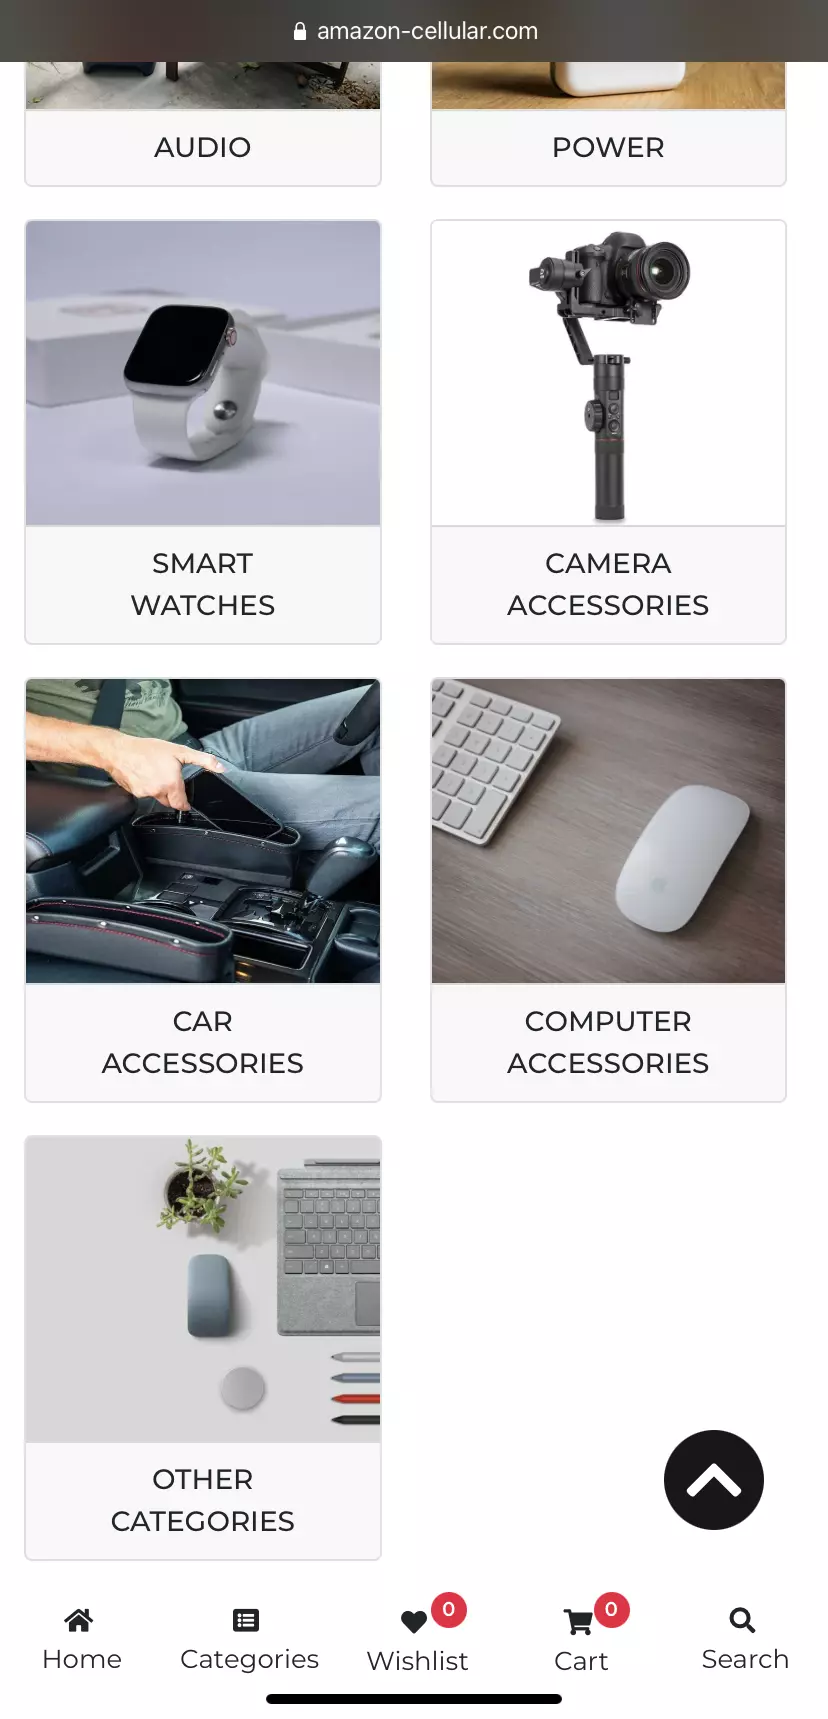 amazon-cellular.com
AUDIO
POWER
SMART
WATCHES
CAMERA
ACCESSORIES
CAR
ACCESSORIES
COMPUTER
ACCESSORIES
OTHER
CATEGORIES
0
0
Home
Categories
Wishlist
Cart
Search